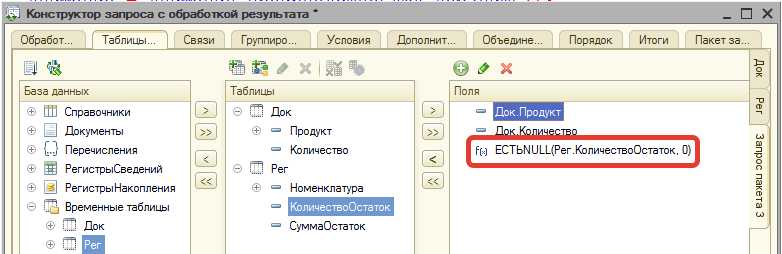 Конструктор запроса с обработкой результата *
Обработ... Таблицы... Связи Группиро... Условия Дополнит... Объедине... Порядок Итоги Пакет за...
База данных
Справочники
Документы
Перечисления
РегистрыСведений
РегистрыНакопления
Временные таблицы
Док
Рег
>
>>
<
<<
Таблицы
Док
Продукт
Количество
Рег
Номенклатура
КоличествоОстаток
СуммаОстаток
>
>>
<
<<
Поля
Док.Продукт
Док.Количество
f(x) ЕСТЬNULL(Рег.КоличествоОстаток, 0)
Док
Рег
Запрос пакета 3